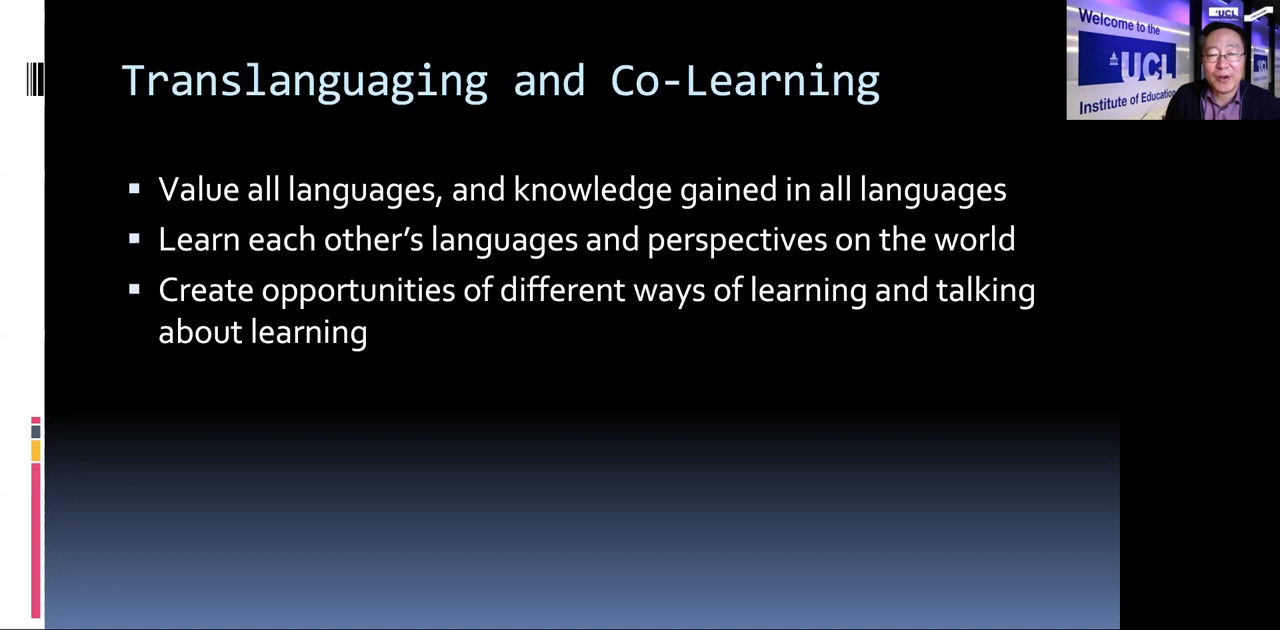 Translanguaging and Co-Learning
Value all languages, and knowledge gained in all languages
Learn each other’s languages and perspectives on the world
Create opportunities of different ways of learning and talking
about learning
Welcome to the
UCL
Institute of Education
UCL
UCL